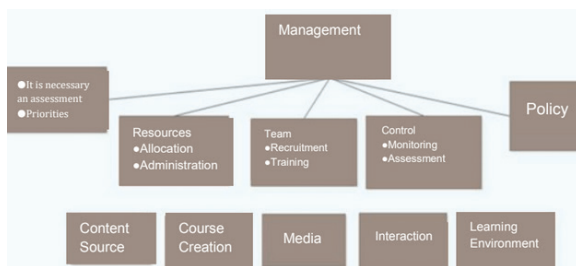 Management
●It is necessary
an assessment
●Priorities
Resources
●Allocation
●Administration
Team
●Recruitment
●Training
Control
●Monitoring
●Assessment
Policy
Content
Source
Course
Creation
Media
Interaction
Learning
Environment